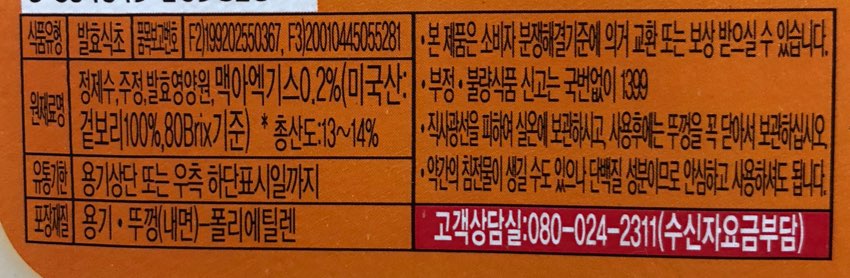 식품유형 발효식초 품목보고번호 F2)199202550367, F3)20010445055281
원재료명 정제수,주정,발효영양원,맥아엑기스0.2%(미국산:
겉보리100%,80Brix기준) *총산도:13~14%
유통기한 용기상단 또는 우측 하단표시일까지
포장재질 용기·뚜껑(내면)-폴리에틸렌
·본 제품은 소비자 분쟁해결기준에 의거 교환 또는 보상 받으실 수 있습니다.
·부정·불량식품 신고는 국번없이 1399
·직사광선을 피하여 실온에 보관하시고, 사용후에는 뚜껑을 꼭 닫아서 보관하십시오.
·약간의 침전물이 생길 수도 있으나 단백질 성분이므로 안심하고 사용하셔도 됩니다.
고객상담실:080-024-2311(수신자요금부담)